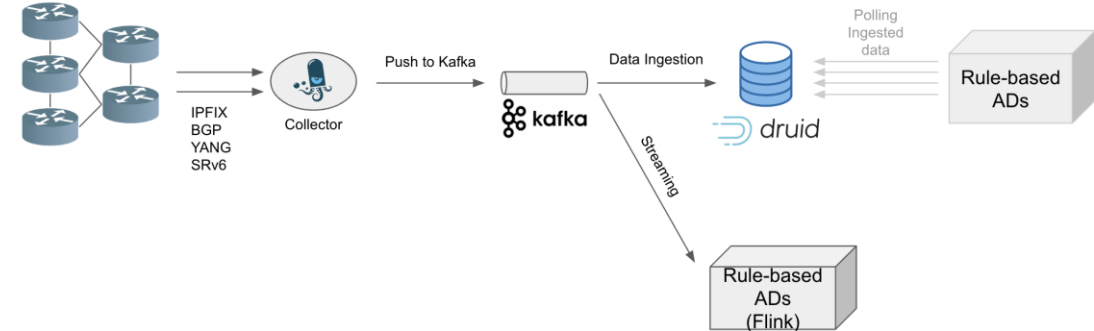 IPFIX
BGP
YANG
SRv6
Collector
Push to Kafka
kafka
Data Ingestion
Streaming
druid
Polling
Ingested
data
Rule-based
ADs
Rule-based
ADs
(Flink)